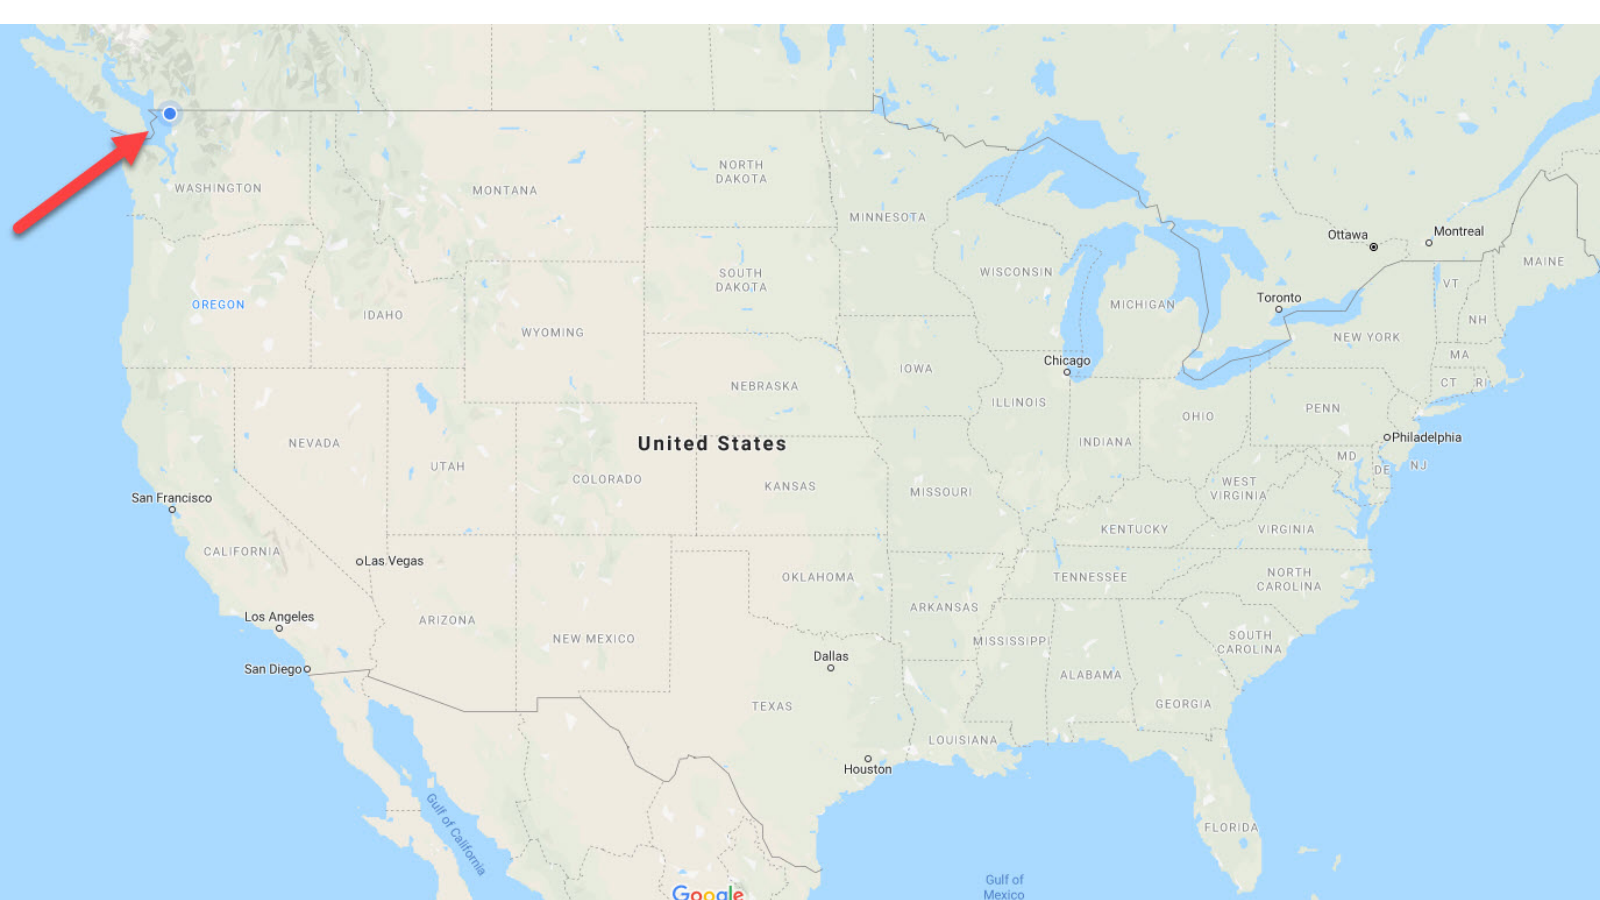 NORTH
DAKOTA
WASHINGTON
MONTANA
MINNESOTA
Ottawa
Montreal
MAINE
WISCONSIN
SOUTH
DAKOTA
VT
OREGON
IDAHO
MICHIGAN
Toronto
NH
WYOMING
NEW YORK
MA
Chicago
IOWA
CT
RI
NEBRASKA
ILLINOIS
PENN
OHIO
Philadelphia
United States
NEVADA
INDIANA
MD
DE
NJ
UTAH
COLORADO
KANSAS
MISSOURI
WEST
VIRGINIA
San Francisco
KENTUCKY
VIRGINIA
CALIFORNIA
Las Vegas
OKLAHOMA
TENNESSEE
NORTH
CAROLINA
ARKANSAS
Los Angeles
ARIZONA
NEW MEXICO
MISSISSIPPI
SOUTH
CAROLINA
Dallas
San Diego
ALABAMA
TEXAS
GEORGIA
LOUISIANA
Houston
Gulf of California
FLORIDA
Gulf of
Mexico
Google